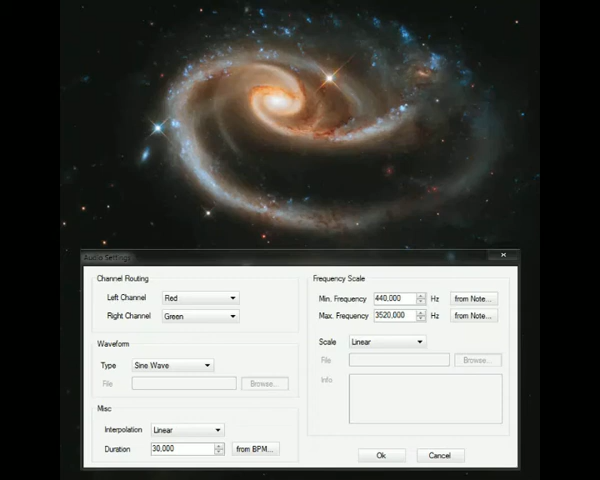 Audio Settings
Channel Routing
Left Channel Red
Right Channel Green
Waveform
Type Sine Wave
File Browse...
Misc
Interpolation Linear
Duration 30,000 from BPM...
Frequency Scale
Min. Frequency 440,000 Hz from Note...
Max. Frequency 3520,000 Hz from Note...
Scale Linear
File Browse...
Info
Ok Cancel